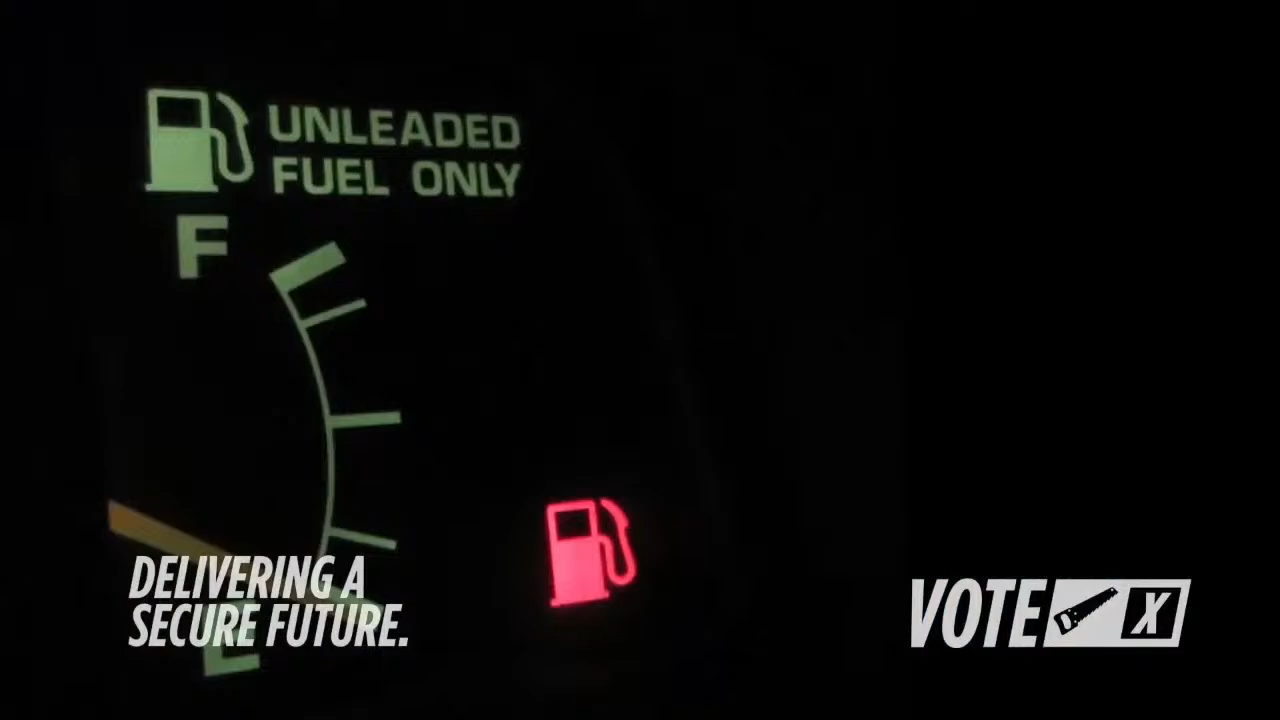 UNLEADED
FUEL ONLY
F
E
DELIVERING A
SECURE FUTURE.
VOTE X